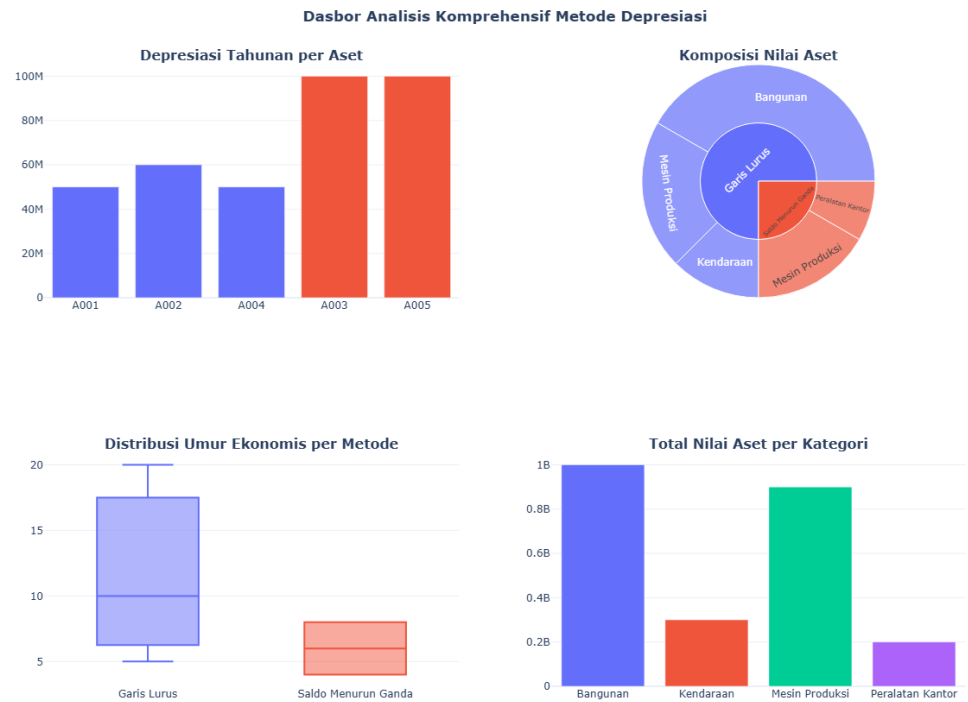 Dasbor Analisis Komprehensif Metode Depresiasi
Depresiasi Tahunan per Aset
100M
80M
60M
40M
20M
0
A001 A002 A004 A003 A005
Komposisi Nilai Aset
Bangunan
Garis Lurus
Mesin Produksi
Kendaraan
Saldo Menurun Ganda
Peralatan Kantor
Mesin Produksi
Distribusi Umur Ekonomis per Metode
20
15
10
5
Garis Lurus Saldo Menurun Ganda
Total Nilai Aset per Kategori
1B
0.8B
0.6B
0.4B
0.2B
0
Bangunan Kendaraan Mesin Produksi Peralatan Kantor